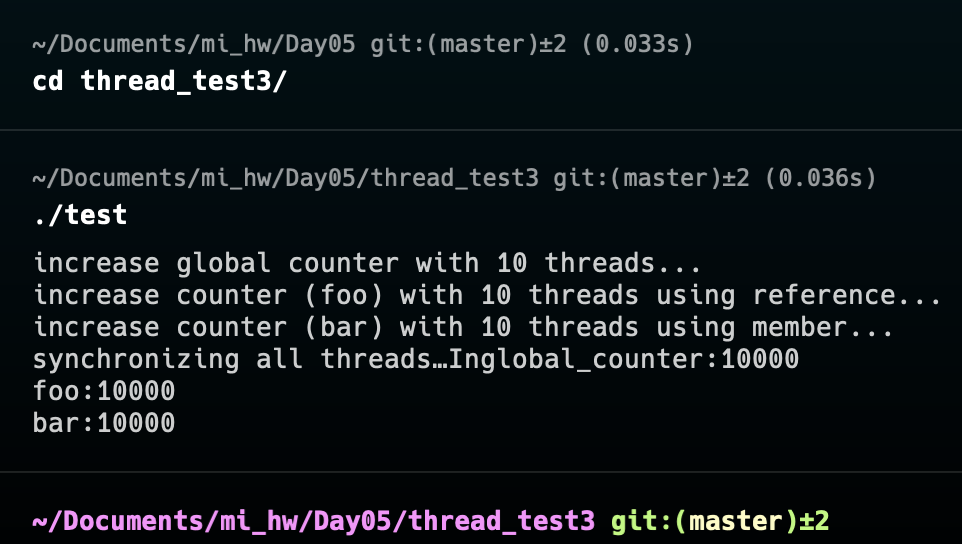 ~/Documents/mi_hw/Day05 git:(master)±2 (0.033s)
cd thread_test3/
~/Documents/mi_hw/Day05/thread_test3 git:(master)±2 (0.036s)
./test
increase global counter with 10 threads...
increase counter (foo) with 10 threads using reference...
increase counter (bar) with 10 threads using member...
synchronizing all threads…Inglobal_counter:10000
foo:10000
bar:10000
~/Documents/mi_hw/Day05/thread_test3 git:(master)±2